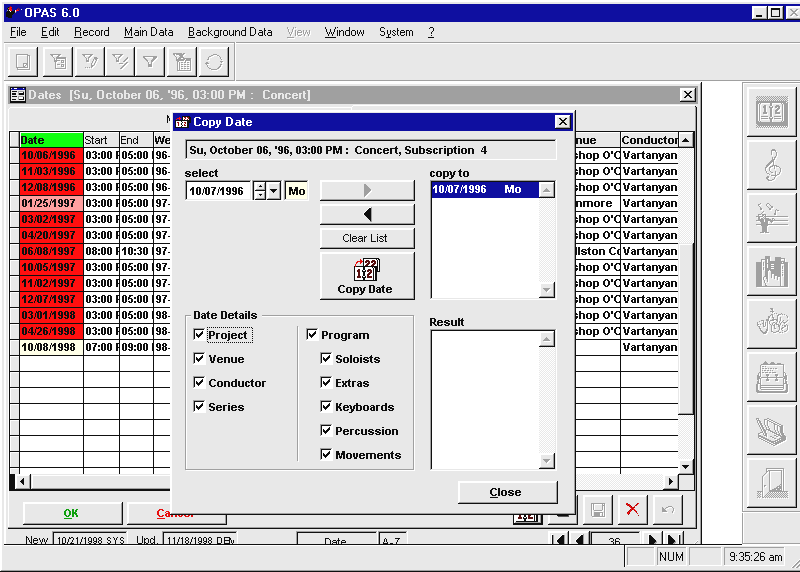 OPAS 6.0
File Edit Record Main Data Background Data View Window System ?
Dates [Su, October 06, '96, 03:00 PM : Concert]
Copy Date
Su, October 06, '96, 03:00 PM : Concert, Subscription 4
select
10/07/1996 Mo
Clear List
Copy Date
copy to
10/07/1996 Mo
Date Details
Project
Venue
Conductor
Series
Program
Soloists
Extras
Keyboards
Percussion
Movements
Result
Close
Date Start End We nue Conductor
10/06/1996 03:00 F 05:00 96- shop O'C Vartanyan
11/03/1996 03:00 F 05:00 96- shop O'C Vartanyan
12/08/1996 03:00 F 05:00 96- shop O'C Vartanyan
01/25/1997 03:00 F 05:00 97- nmore Vartanyan
03/02/1997 03:00 F 05:00 97- shop O'C Vartanyan
04/20/1997 03:00 F 05:00 97- shop O'C Vartanyan
06/08/1997 08:00 F 10:30 97- llston Co Vartanyan
10/05/1997 03:00 F 05:00 97- shop O'C Vartanyan
11/02/1997 03:00 F 05:00 97- shop O'C Vartanyan
12/07/1997 03:00 F 05:00 97- shop O'C Vartanyan
03/01/1998 03:00 F 05:00 98- shop O'C Vartanyan
04/26/1998 03:00 F 05:00 98- shop O'C Vartanyan
10/08/1998 07:00 F 09:00 98- Vartanyan
OK Cancel
New 10/21/1998 SYS Upd. 11/18/1998 DEV Date A-Z 36
NUM 9:35:26 am